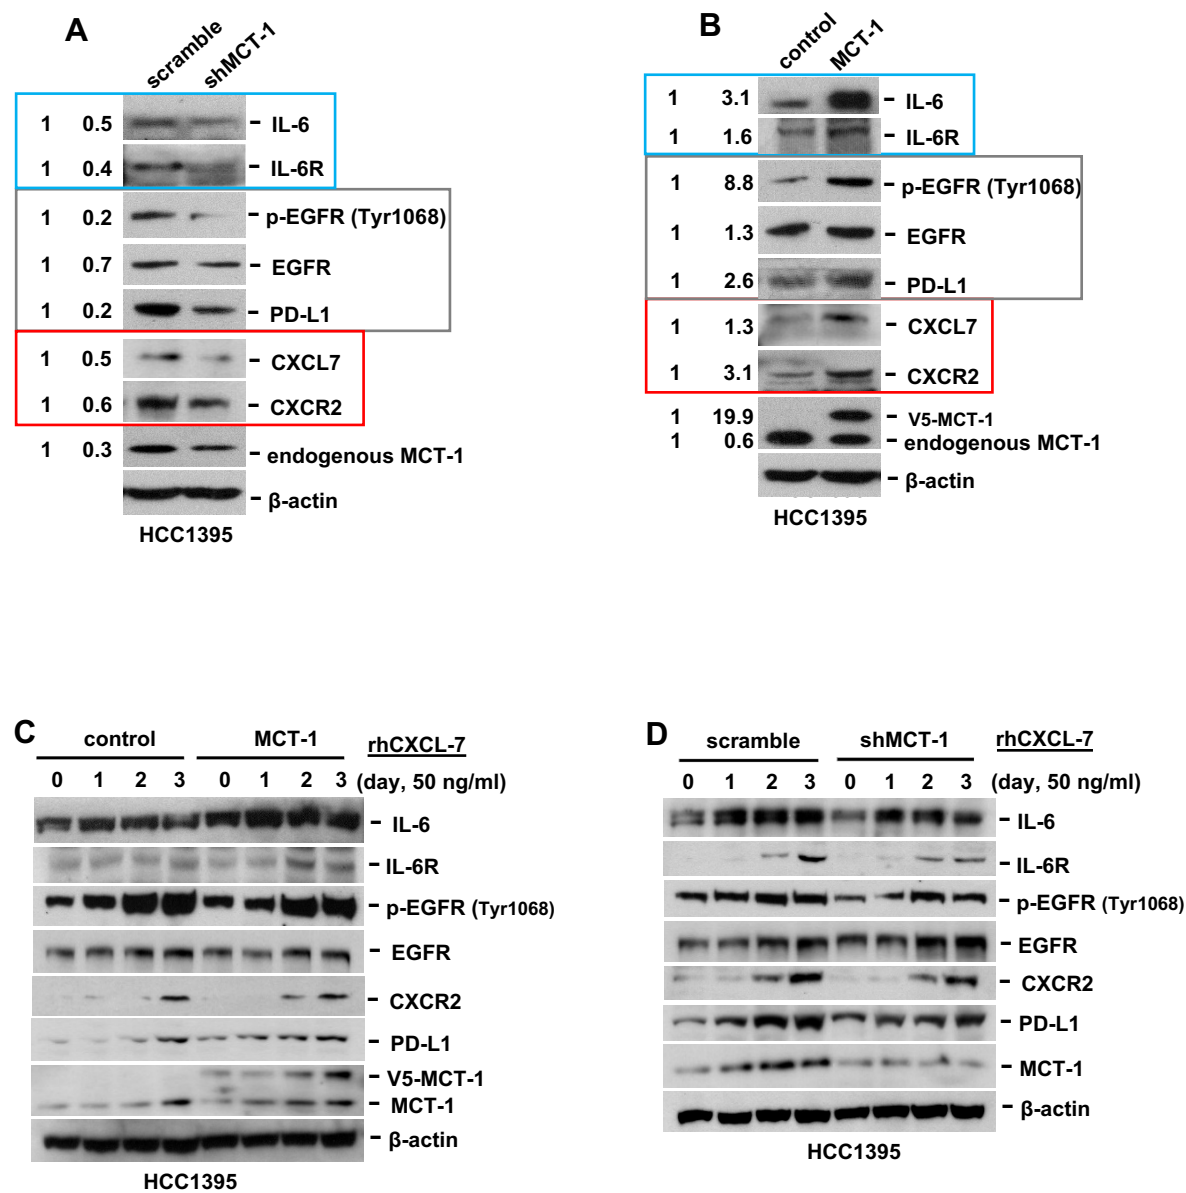 A
scramble
shMCT-1
1 0.5 IL-6
1 0.4 IL-6R
1 0.2 p-EGFR (Tyr1068)
1 0.7 EGFR
1 0.2 PD-L1
1 0.5 CXCL7
1 0.6 CXCR2
1 0.3 endogenous MCT-1
β-actin
HCC1395
B
control
MCT-1
1 3.1 IL-6
1 1.6 IL-6R
1 8.8 p-EGFR (Tyr1068)
1 1.3 EGFR
1 2.6 PD-L1
1 1.3 CXCL7
1 3.1 CXCR2
1 19.9 V5-MCT-1
1 0.6 endogenous MCT-1
β-actin
HCC1395
C
control MCT-1 rhCXCL-7
0 1 2 3 0 1 2 3 (day, 50 ng/ml)
IL-6
IL-6R
p-EGFR (Tyr1068)
EGFR
CXCR2
PD-L1
V5-MCT-1
MCT-1
β-actin
HCC1395
D
scramble shMCT-1 rhCXCL-7
0 1 2 3 0 1 2 3 (day, 50 ng/ml)
IL-6
IL-6R
p-EGFR (Tyr1068)
EGFR
CXCR2
PD-L1
MCT-1
β-actin
HCC1395